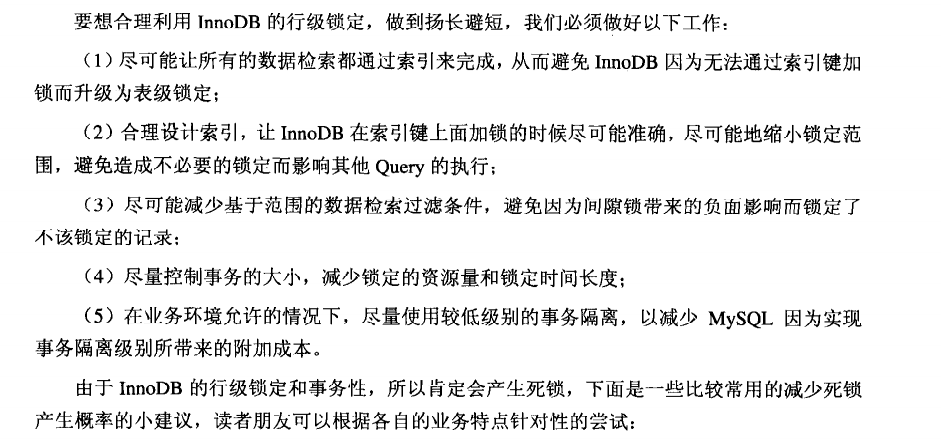 要想合理利用 InnoDB 的行级锁定，做到扬长避短，我们必须做好以下工作：
（1）尽可能让所有的数据检索都通过索引来完成，从而避免 InnoDB 因为无法通过索引键加
锁而升级为表级锁定；
（2）合理设计索引，让 InnoDB 在索引键上面加锁的时候尽可能准确，尽可能地缩小锁定范
围，避免造成不必要的锁定而影响其他 Query 的执行；
（3）尽可能减少基于范围的数据检索过滤条件，避免因为间隙锁带来的负面影响而锁定了
不该锁定的记录；
（4）尽量控制事务的大小，减少锁定的资源量和锁定时间长度；
（5）在业务环境允许的情况下，尽量使用较低级别的事务隔离，以减少 MySQL 因为实现
事务隔离级别所带来的附加成本。
由于 InnoDB 的行级锁定和事务性，所以肯定会产生死锁，下面是一些比较常用的减少死锁
产生概率的小建议，读者朋友可以根据各自的业务特点针对性的尝试：